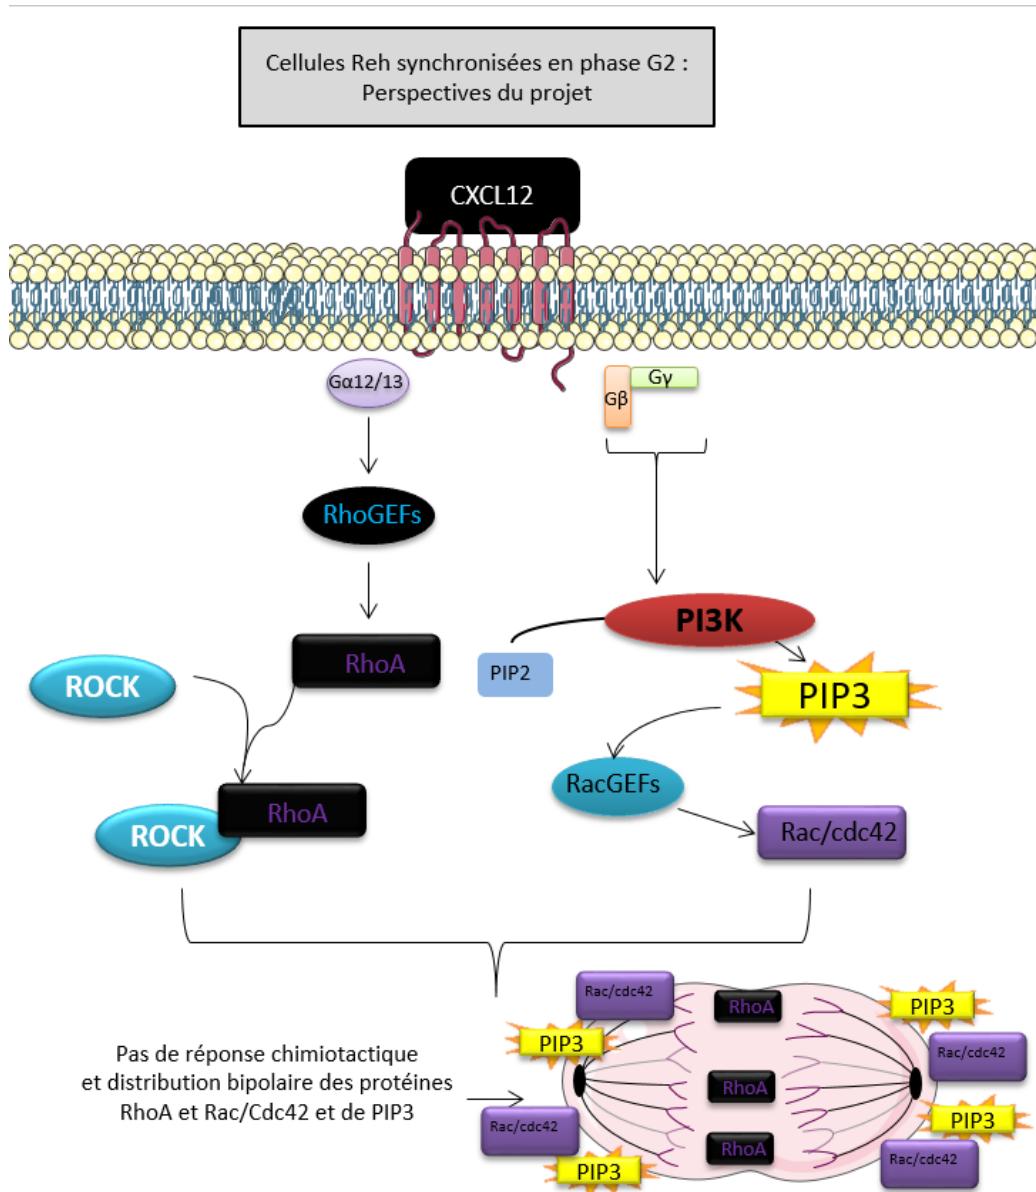 Cellules Reh synchronisées en phase G2 :
Perspectives du projet
CXCL12
Gα12/13
Gβ
Gγ
RhoGEFs
PI3K
RhoA
PIP2
ROCK
PIP3
RacGEFs
RhoA
ROCK
Rac/cdc42
Pas de réponse chimiotactique
et distribution bipolaire des protéines
RhoA et Rac/Cdc42 et de PIP3
Rac/cdc42
RhoA
PIP3
PIP3
Rac/cdc42
RhoA
Rac/cdc42
PIP3
RhoA
PIP3
Rac/cdc42